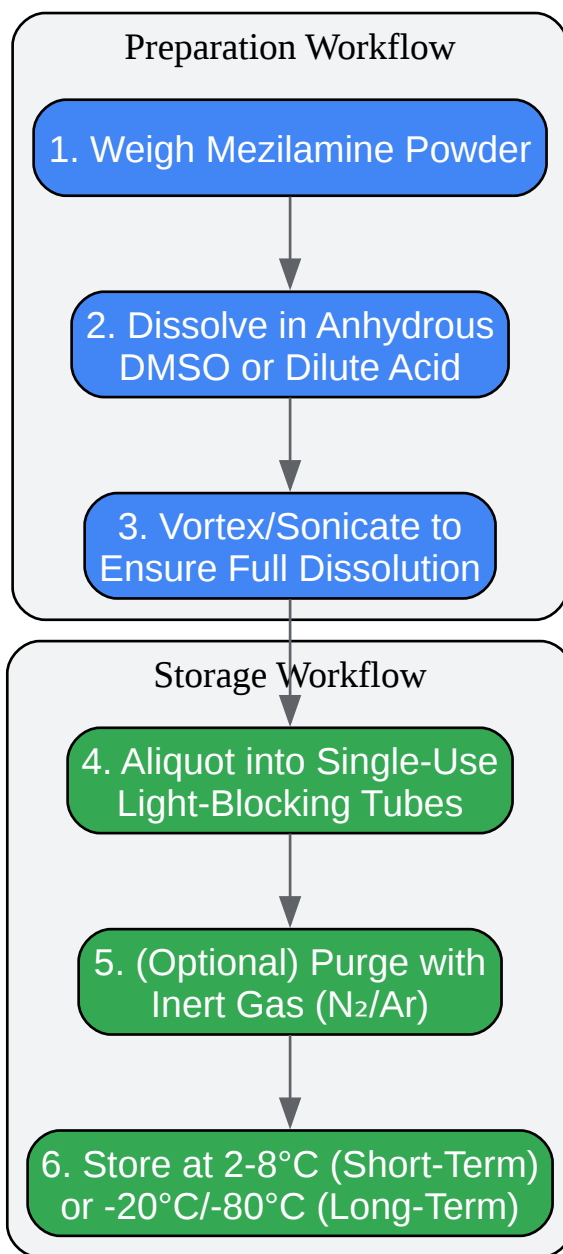 Preparation Workflow
1. Weigh Mezilamine Powder
2. Dissolve in Anhydrous
DMSO or Dilute Acid
3. Vortex/Sonicate to
Ensure Full Dissolution
Storage Workflow
4. Aliquot into Single-Use
Light-Blocking Tubes
5. (Optional) Purge with
Inert Gas (N₂/Ar)
6. Store at 2-8°C (Short-Term)
or -20°C/-80°C (Long-Term)